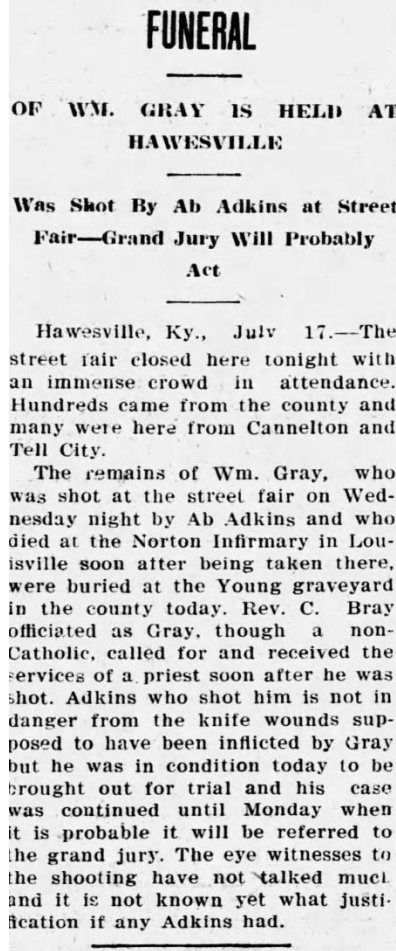 FUNERAL
OF WM. GRAY IS HELD AT
HAWESVILLE
Was Shot By Ab Adkins at Street
Fair—Grand Jury Will Probably
Act
Hawesville, Ky., July 17.—The
street fair closed here tonight with
an immense crowd in attendance.
Hundreds came from the county and
many were here from Cannelton and
Tell City.
The remains of Wm. Gray, who
was shot at the street fair on Wed-
nesday night by Ab Adkins and who
died at the Norton Infirmary in Lou-
isville soon after being taken there,
were buried at the Young graveyard
in the county today. Rev. C. Bray
officiated as Gray, though a non-
Catholic, called for and received the
services of a priest soon after he was
shot. Adkins who shot him is not in
danger from the knife wounds sup-
posed to have been inflicted by Gray
but he was in condition today to be
brought out for trial and his case
was continued until Monday when
it is probable it will be referred to
the grand jury. The eye witnesses to
the shooting have not talked much
and it is not known yet what justi-
fication if any Adkins had.